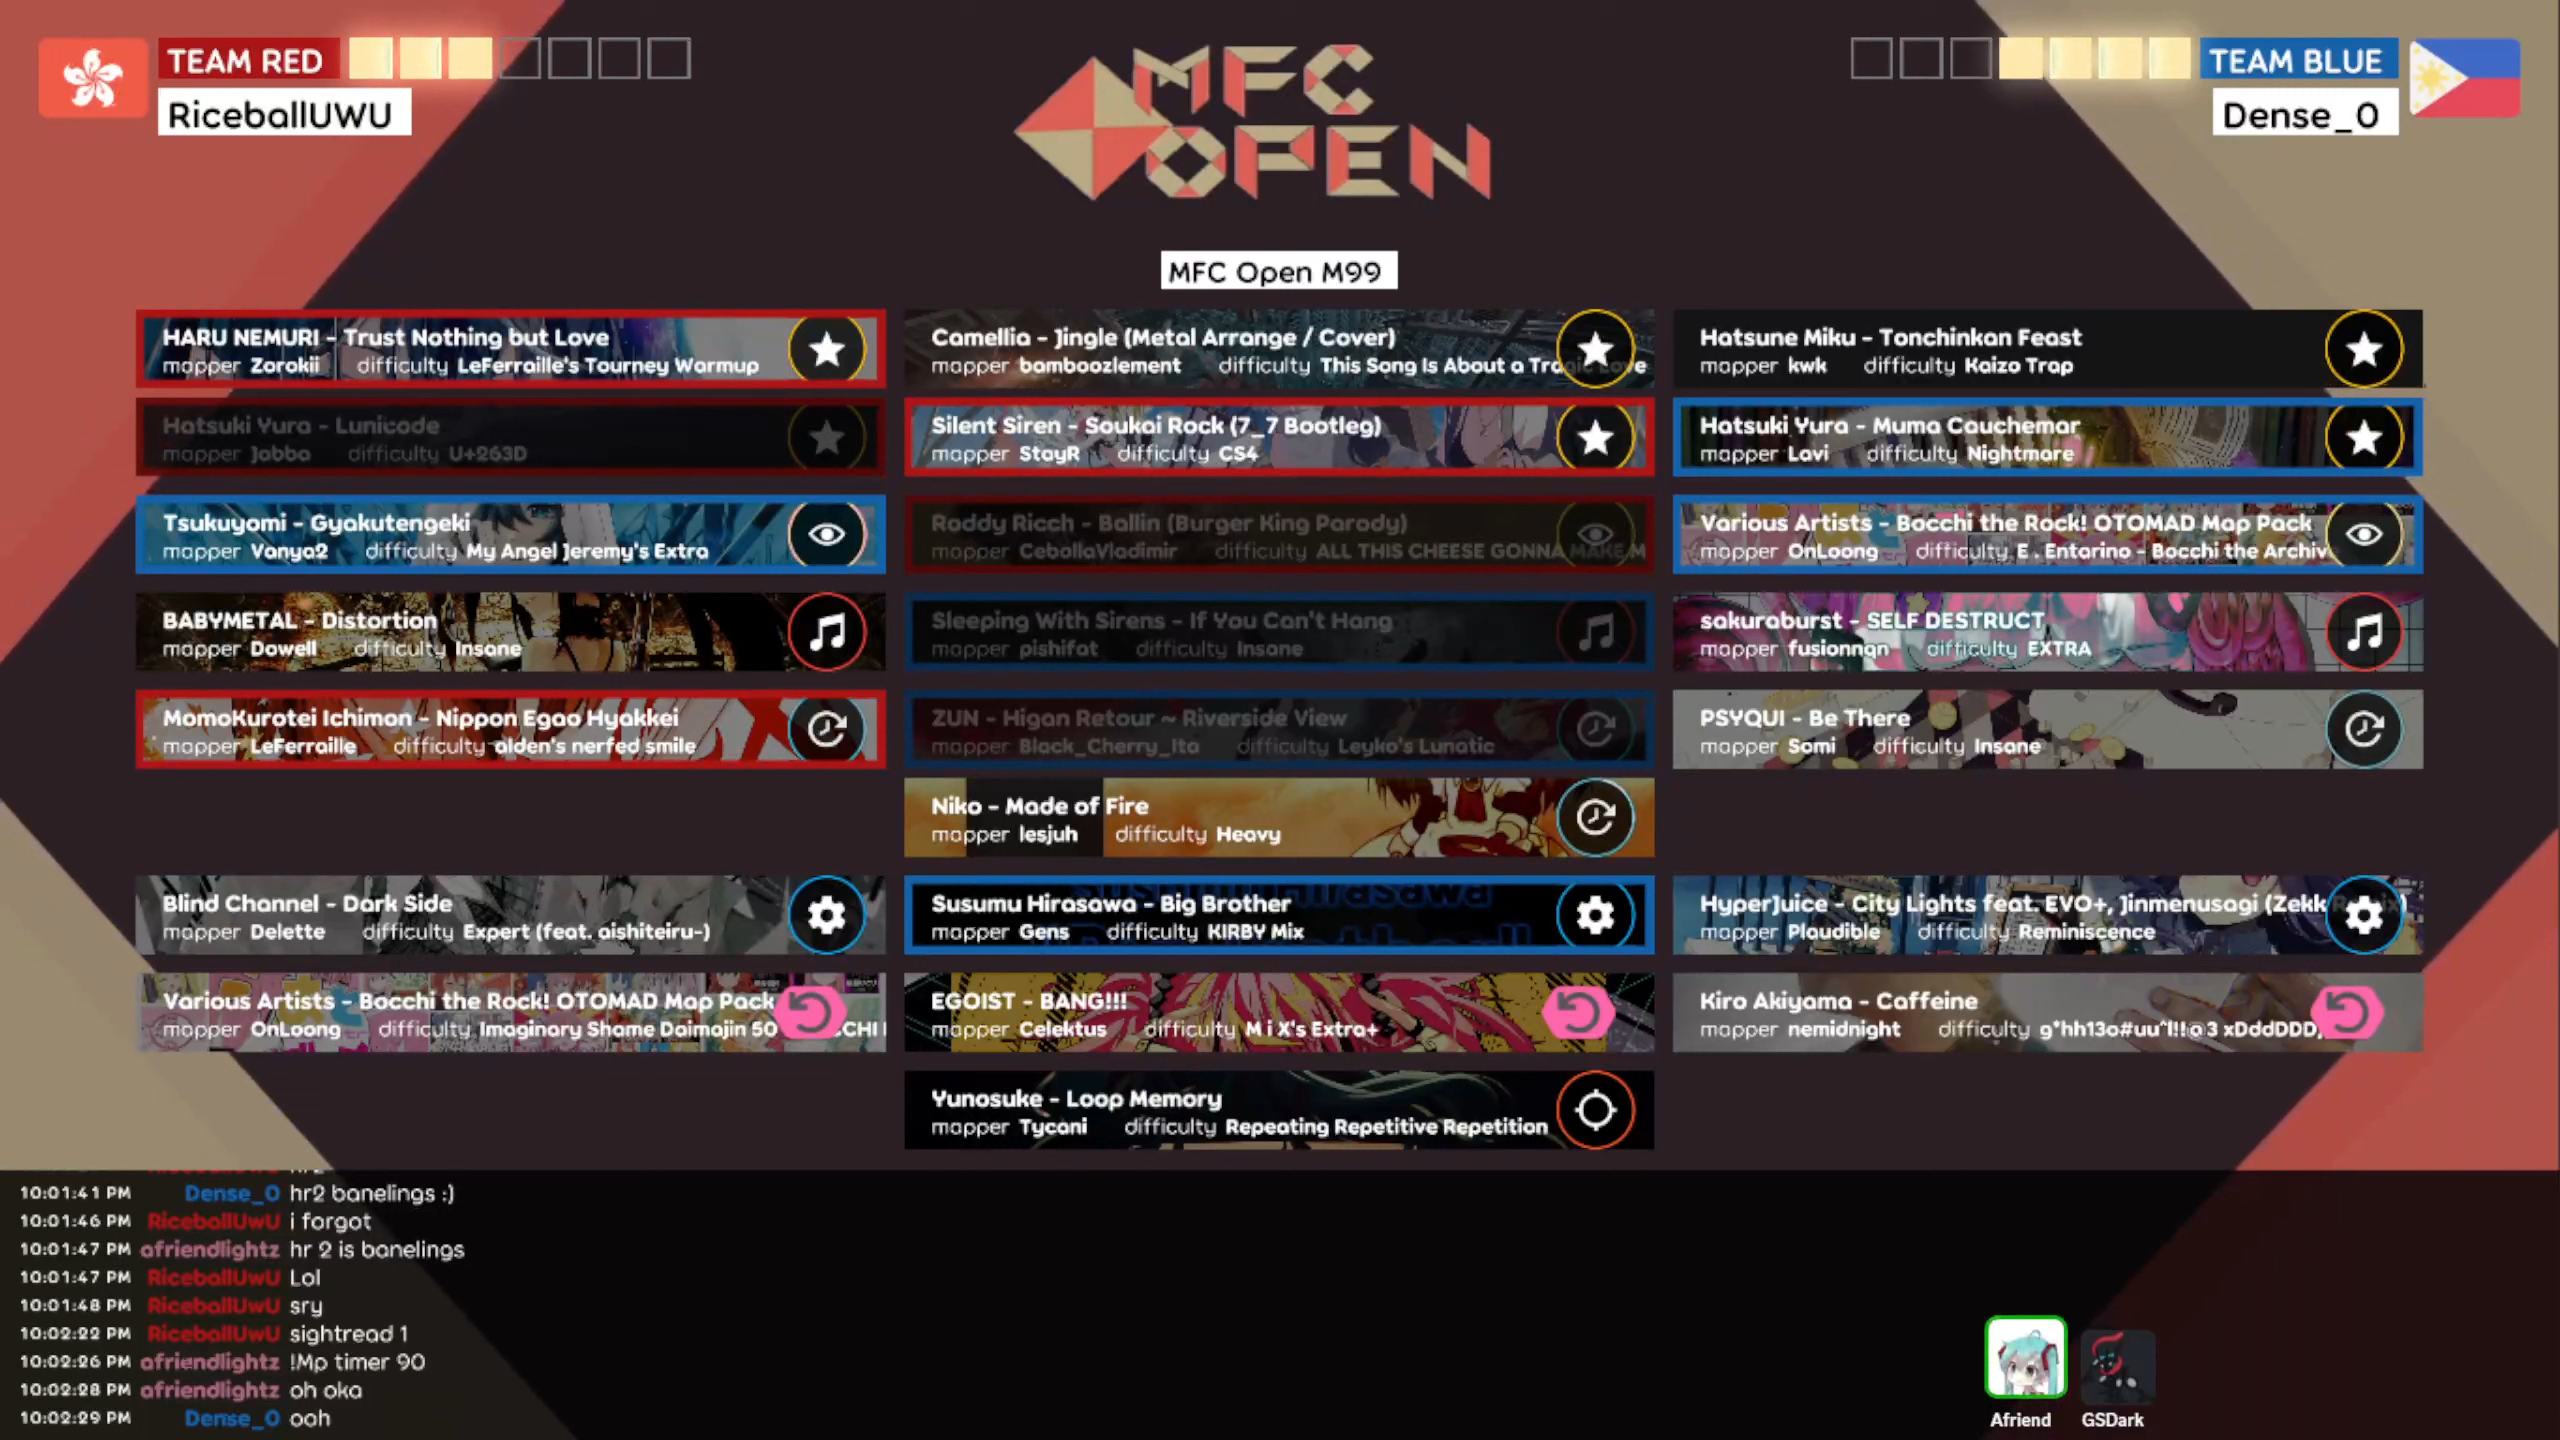 TEAM RED
RiceballUWU
MFC
OPEN
TEAM BLUE
Dense_0
MFC Open M99
HARU NEMURI - Trust Nothing but Love
mapper Zorokii difficulty LeFerraille's Tourney Warmup
Camellia - Jingle (Metal Arrange / Cover)
mapper bamboozlement difficulty This Song Is About a Tragic Love
Hatsune Miku - Tonchinkan Feast
mapper kwk difficulty Kaizo Trap
Hatsuki Yura - Lunicode
mapper Jabba difficulty U+263D
Silent Siren - Soukai Rock (7_7 Bootleg)
mapper StayR difficulty CS4
Hatsuki Yura - Muma Cauchemar
mapper Lavi difficulty Nightmare
Tsukuyomi - Gyakutengeki
mapper Vanya2 difficulty My Angel Jeremy's Extra
Roddy Ricch - Ballin (Burger King Parody)
mapper CebollaVladimir difficulty ALL THIS CHEESE GONNA MAKE M
Various Artists - Bocchi the Rock! OTOMAD Map Pack
mapper OnLoong difficulty E . Entarino - Bocchi the Archiv
BABYMETAL - Distortion
mapper Dowell difficulty Insane
Sleeping With Sirens - If You Can't Hang
mapper pishifat difficulty Insane
sakuraburst - SELF DESTRUCT
mapper fusionnqn difficulty EXTRA
MomoKurotei Ichimon - Nippon Egao Hyakkei
mapper LeFerraille difficulty alden's nerfed smile
ZUN - Higan Retour ~ Riverside View
mapper Black_Cherry_Ita difficulty Leyko's Lunatic
PSYQUI - Be There
mapper Somi difficulty Insane
Niko - Made of Fire
mapper lesjuh difficulty Heavy
Blind Channel - Dark Side
mapper Delette difficulty Expert (feat. aishiteiru-)
Susumu Hirasawa - Big Brother
mapper Gens difficulty KIRBY Mix
HyperJuice - City Lights feat. EVO+, Jinmenusagi (Zekk
mapper Plaudible difficulty Reminiscence
Various Artists - Bocchi the Rock! OTOMAD Map Pack
mapper OnLoong difficulty Imaginary Shame Daimajin 50
EGOIST - BANG!!!
mapper Celektus difficulty M i X's Extra+
Kiro Akiyama - Caffeine
mapper nemidnight difficulty g*hh13o#uu^l!!@3 xDddDDD,
Yunosuke - Loop Memory
mapper Tycani difficulty Repeating Repetitive Repetition
10:01:41 PM Dense_0 hr2 banelings :)
10:01:46 PM RiceballUwU i forgot
10:01:47 PM afriendlightz hr 2 is banelings
10:01:47 PM RiceballUwU Lol
10:01:48 PM RiceballUwU sry
10:02:22 PM RiceballUwU sightread 1
10:02:26 PM afriendlightz !Mp timer 90
10:02:28 PM afriendlightz oh oka
10:02:29 PM Dense_0 ooh
Afriend
GSDark